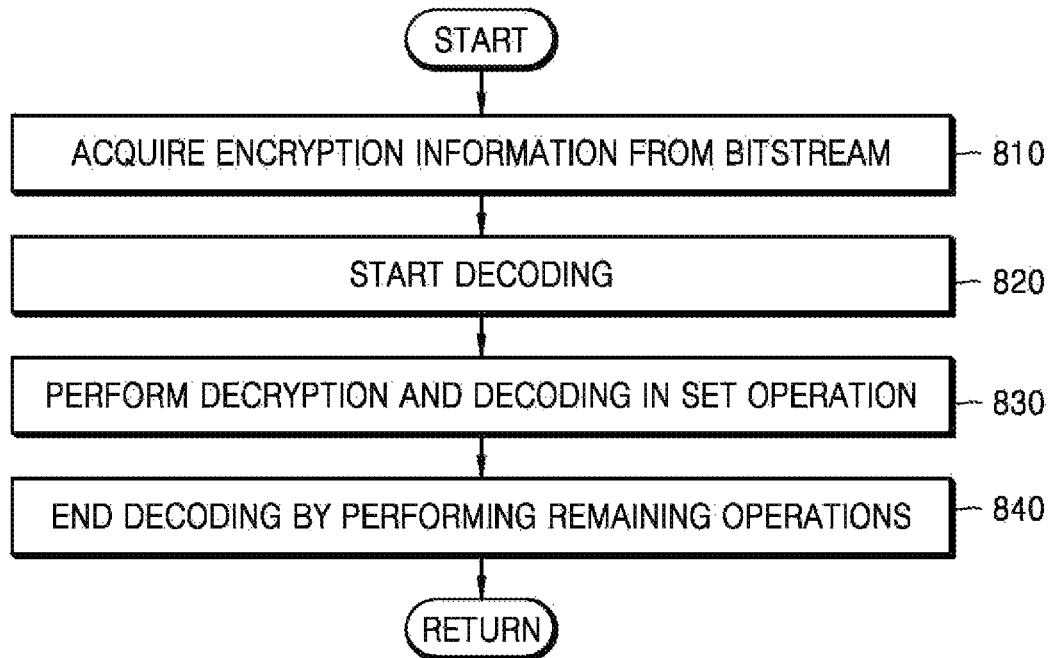 START
ACQUIRE ENCRYPTION INFORMATION FROM BITSTREAM
810
START DECODING
820
PERFORM DECRYPTION AND DECODING IN SET OPERATION
830
END DECODING BY PERFORMING REMAINING OPERATIONS
840
RETURN